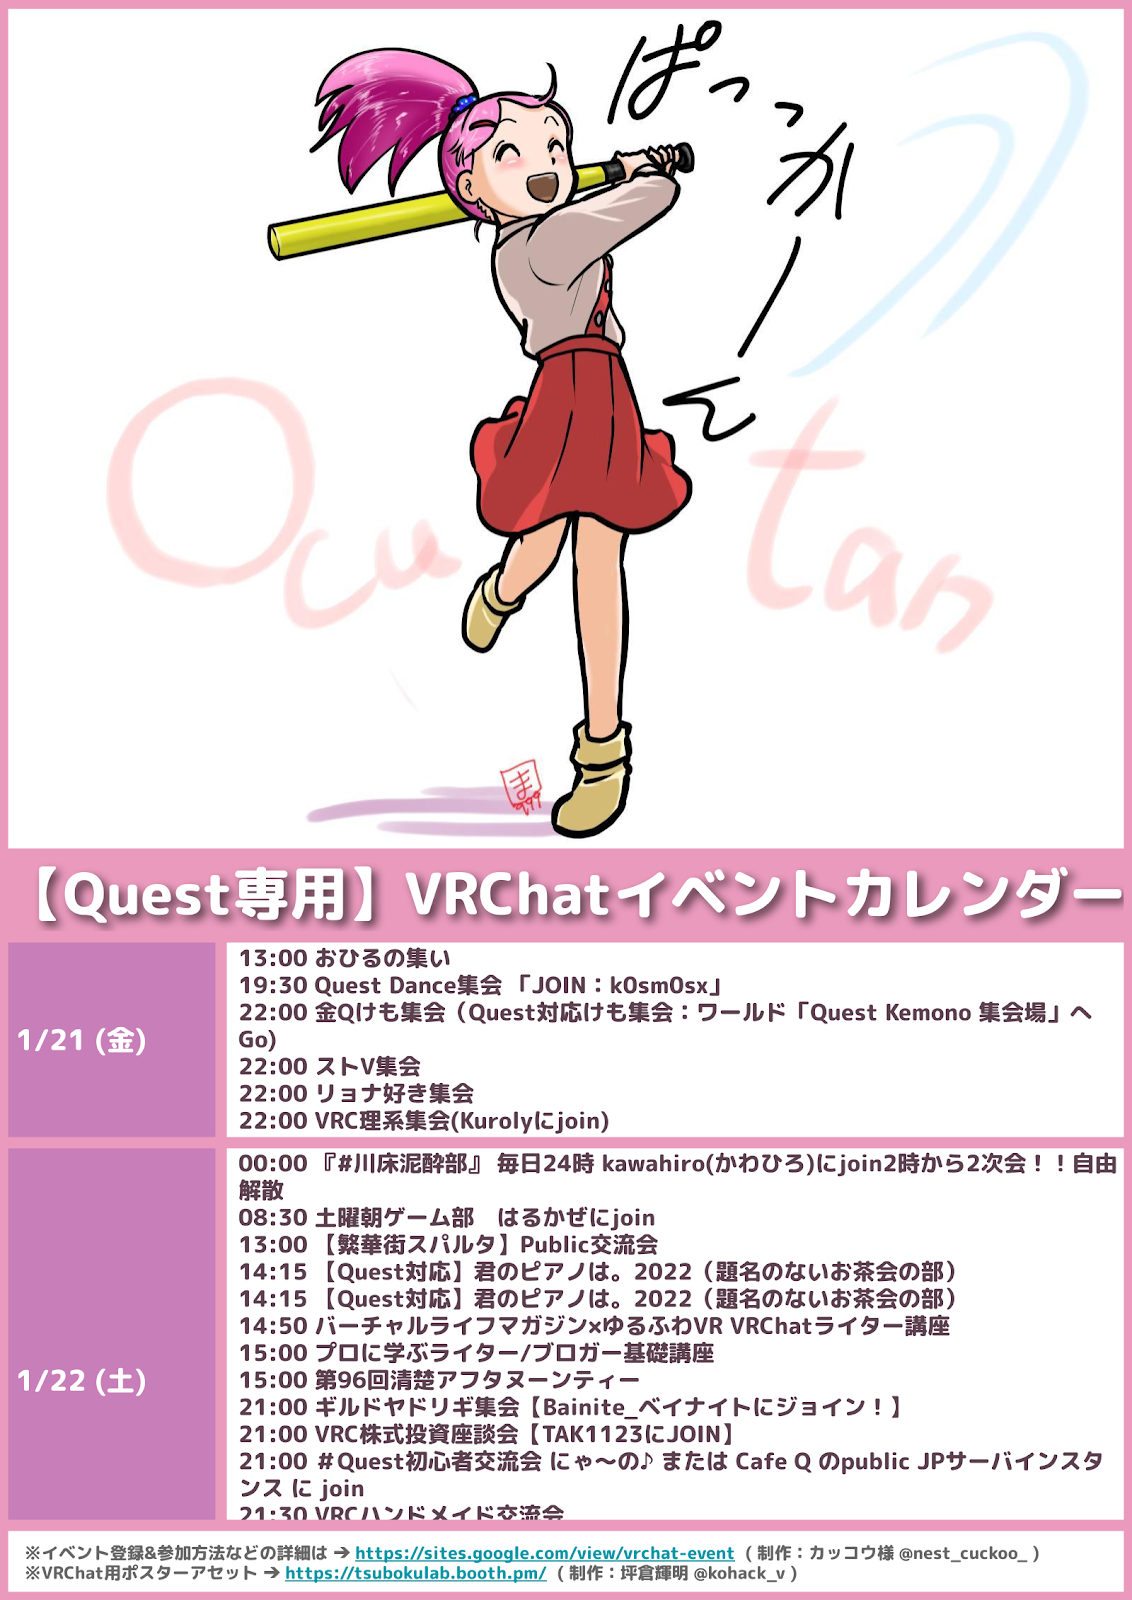 ぱっっかーん
Ocu tan
ま
999
【Quest専用】VRChatイベントカレンダー
1/21 (金)
13:00 おひるの集い
19:30 Quest Dance集会 「JOIN：k0sm0sx」
22:00 金Qけも集会（Quest対応けも集会：ワールド「Quest Kemono 集会場」へ
Go)
22:00 ストV集会
22:00 リョナ好き集会
22:00 VRC理系集会(Kurolyにjoin)
1/22 (土)
00:00 『#川床泥酔部』 毎日24時 kawahiro(かわひろ)にjoin2時から2次会！！自由
解散
08:30 土曜朝ゲーム部　はるかぜにjoin
13:00 【繁華街スパルタ】Public交流会
14:15 【Quest対応】君のピアノは。2022（題名のないお茶会の部）
14:15 【Quest対応】君のピアノは。2022（題名のないお茶会の部）
14:50 バーチャルライフマガジン×ゆるふわVR VRChatライター講座
15:00 プロに学ぶライター/ブロガー基礎講座
15:00 第96回清楚アフタヌーンティー
21:00 ギルドヤドリギ集会【Bainite_ベイナイトにジョイン！】
21:00 VRC株式投資座談会【TAK1123にJOIN】
21:00 ＃Quest初心者交流会 にゃ～の♪ または Cafe Q のpublic JPサーバインスタ
ンス に join
21:30 VRCハンドメイド交流会
※イベント登録&参加方法などの詳細は ➔ https://sites.google.com/view/vrchat-event （ 制作：カッコウ様 @nest_cuckoo_ ）
※VRChat用ポスターアセット ➔ https://tsubokulab.booth.pm/ （ 制作：坪倉輝明 @kohack_v ）